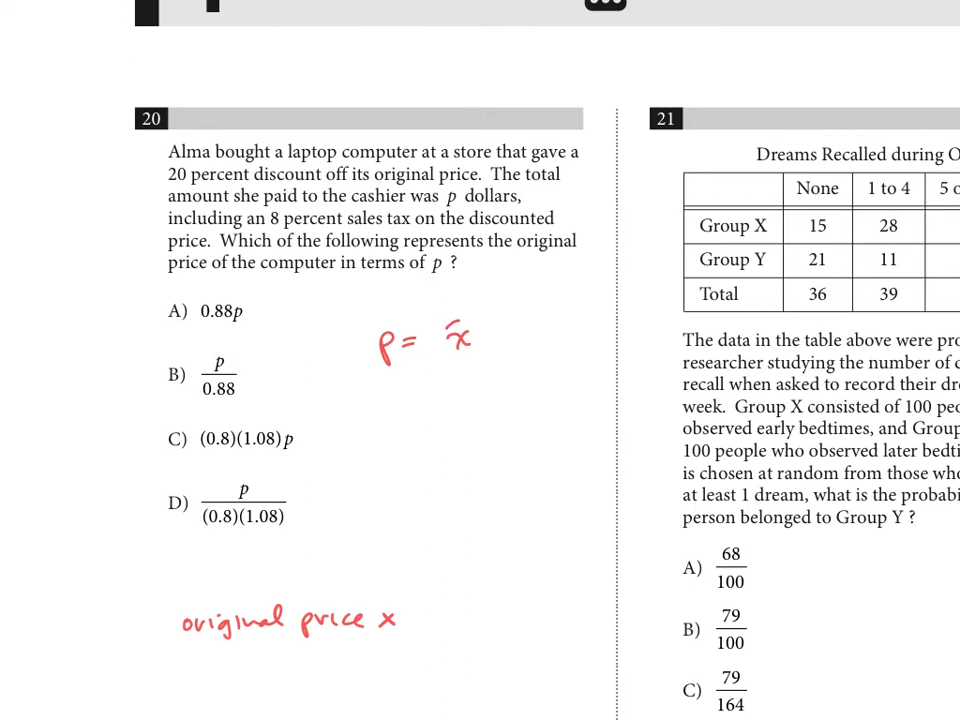 20
Alma bought a laptop computer at a store that gave a
20 percent discount off its original price. The total
amount she paid to the cashier was p dollars,
including an 8 percent sales tax on the discounted
price. Which of the following represents the original
price of the computer in terms of p ?
A) 0.88p
B) p
0.88
C) (0.8)(1.08)p
D) p
(0.8)(1.08)
p = x
original price x
21
Dreams Recalled during O
None 1 to 4 5 o
Group X 15 28
Group Y 21 11
Total 36 39
The data in the table above were pro
researcher studying the number of d
recall when asked to record their dre
week. Group X consisted of 100 peo
observed early bedtimes, and Group
100 people who observed later bedti
is chosen at random from those who
at least 1 dream, what is the probabi
person belonged to Group Y ?
A) 68
100
B) 79
100
C) 79
164